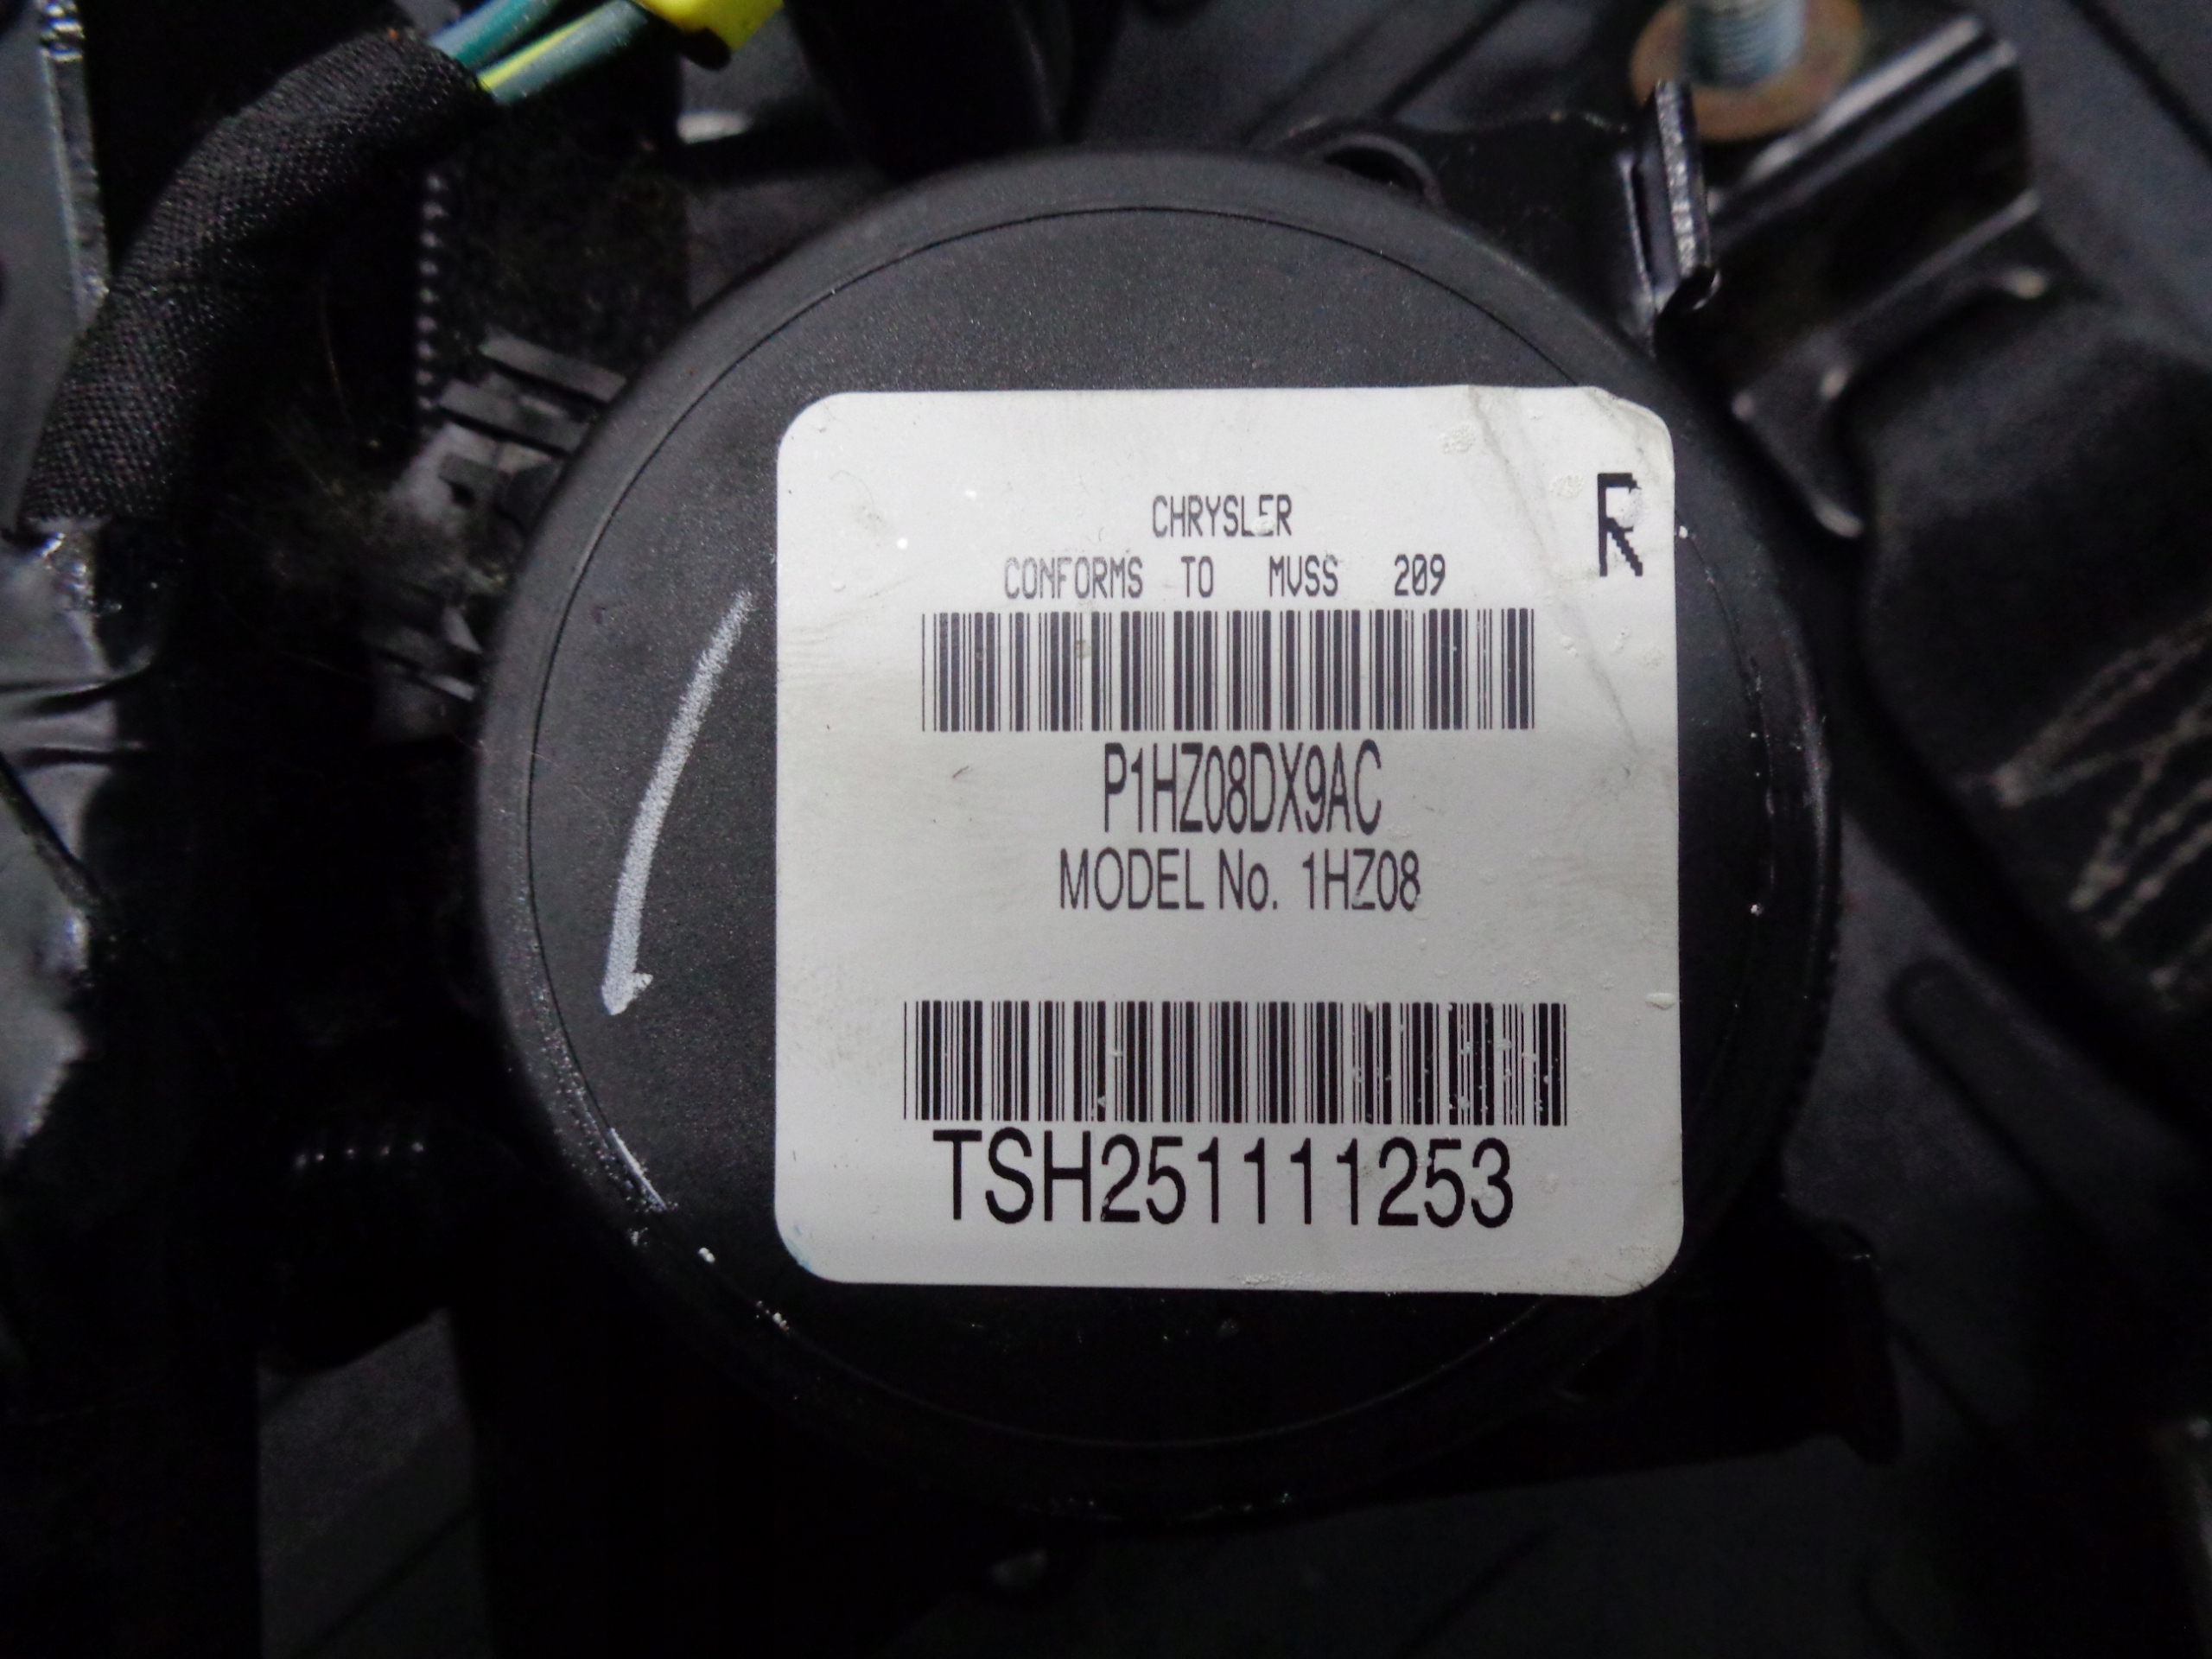 CHRYSLER
R
CONFORMS TO MVSS 209
P1HZ08DX9AC
MODEL No. 1HZ08
TSH251111253